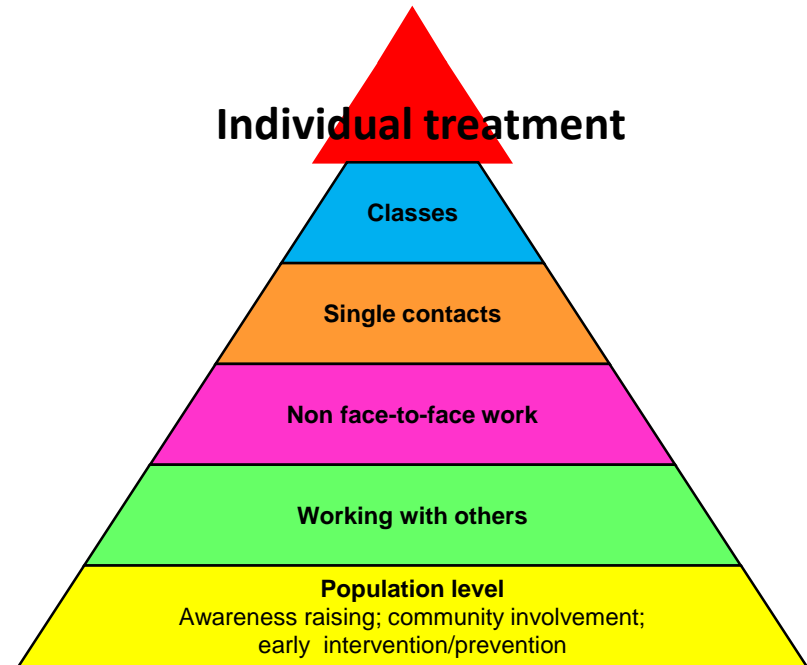 Individual treatment
Classes
Single contacts
Non face-to-face work
Working with others
Population level
Awareness raising; community involvement;
early  intervention/prevention